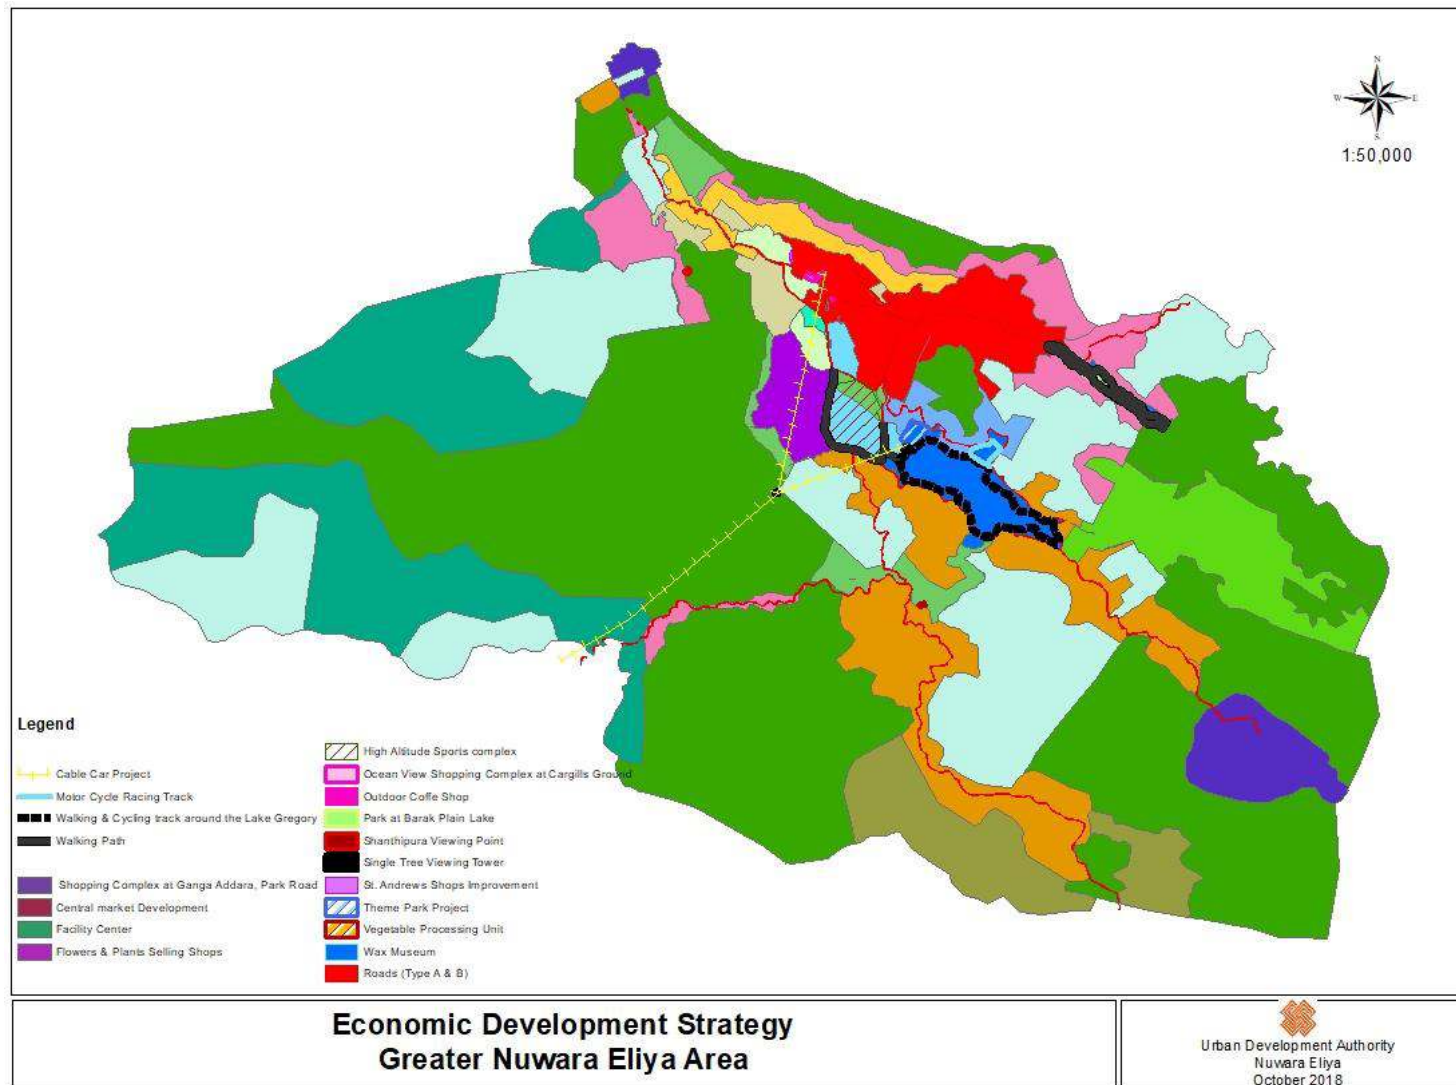 N
W
E
S
1:50,000
Legend
Cable Car Project
Motor Cycle Racing Track
Walking & Cycling track around the Lake Gregory
Walking Path
Shopping Complex at Ganga Addara, Park Road
Central market Development
Facility Center
Flowers & Plants Selling Shops
High Altitude Sports complex
Ocean View Shopping Complex at Cargills Ground
Outdoor Coffe Shop
Park at Barak Plain Lake
Shanthipura Viewing Point
Single Tree Viewing Tower
St. Andrews Shops Improvement
Theme Park Project
Vegetable Processing Unit
Wax Museum
Roads (Type A & B)
Economic Development Strategy
Greater Nuwara Eliya Area
Urban Development Authority
Nuwara Eliya
October 2018